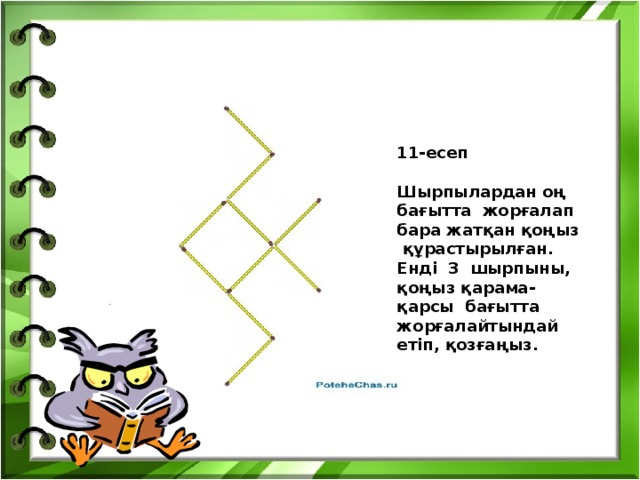 11-есеп
Шырпылардан оң
бағытта жорғалап
бара жатқан қоңыз
құрастырылған.
Енді 3 шырпыны,
қоңыз қарама-
қарсы бағытта
жорғалайтындай
етіп, қозғаңыз.
PoteheChas.ru